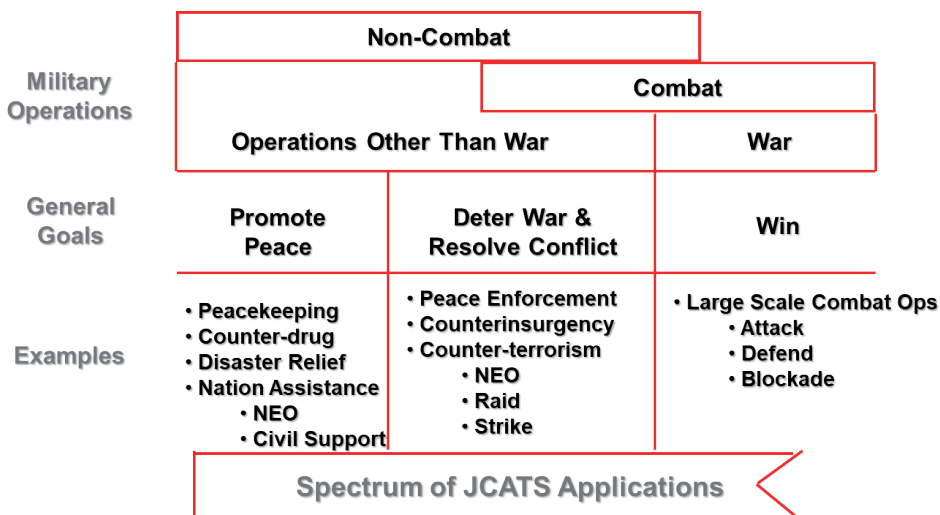 Non-Combat
Military
Operations
Combat
Operations Other Than War
War
General
Goals
Promote
Peace
Deter War &
Resolve Conflict
Win
Examples
• Peacekeeping
• Counter-drug
• Disaster Relief
• Nation Assistance
• NEO
• Civil Support
• Peace Enforcement
• Counterinsurgency
• Counter-terrorism
• NEO
• Raid
• Strike
• Large Scale Combat Ops
• Attack
• Defend
• Blockade
Spectrum of JCATS Applications